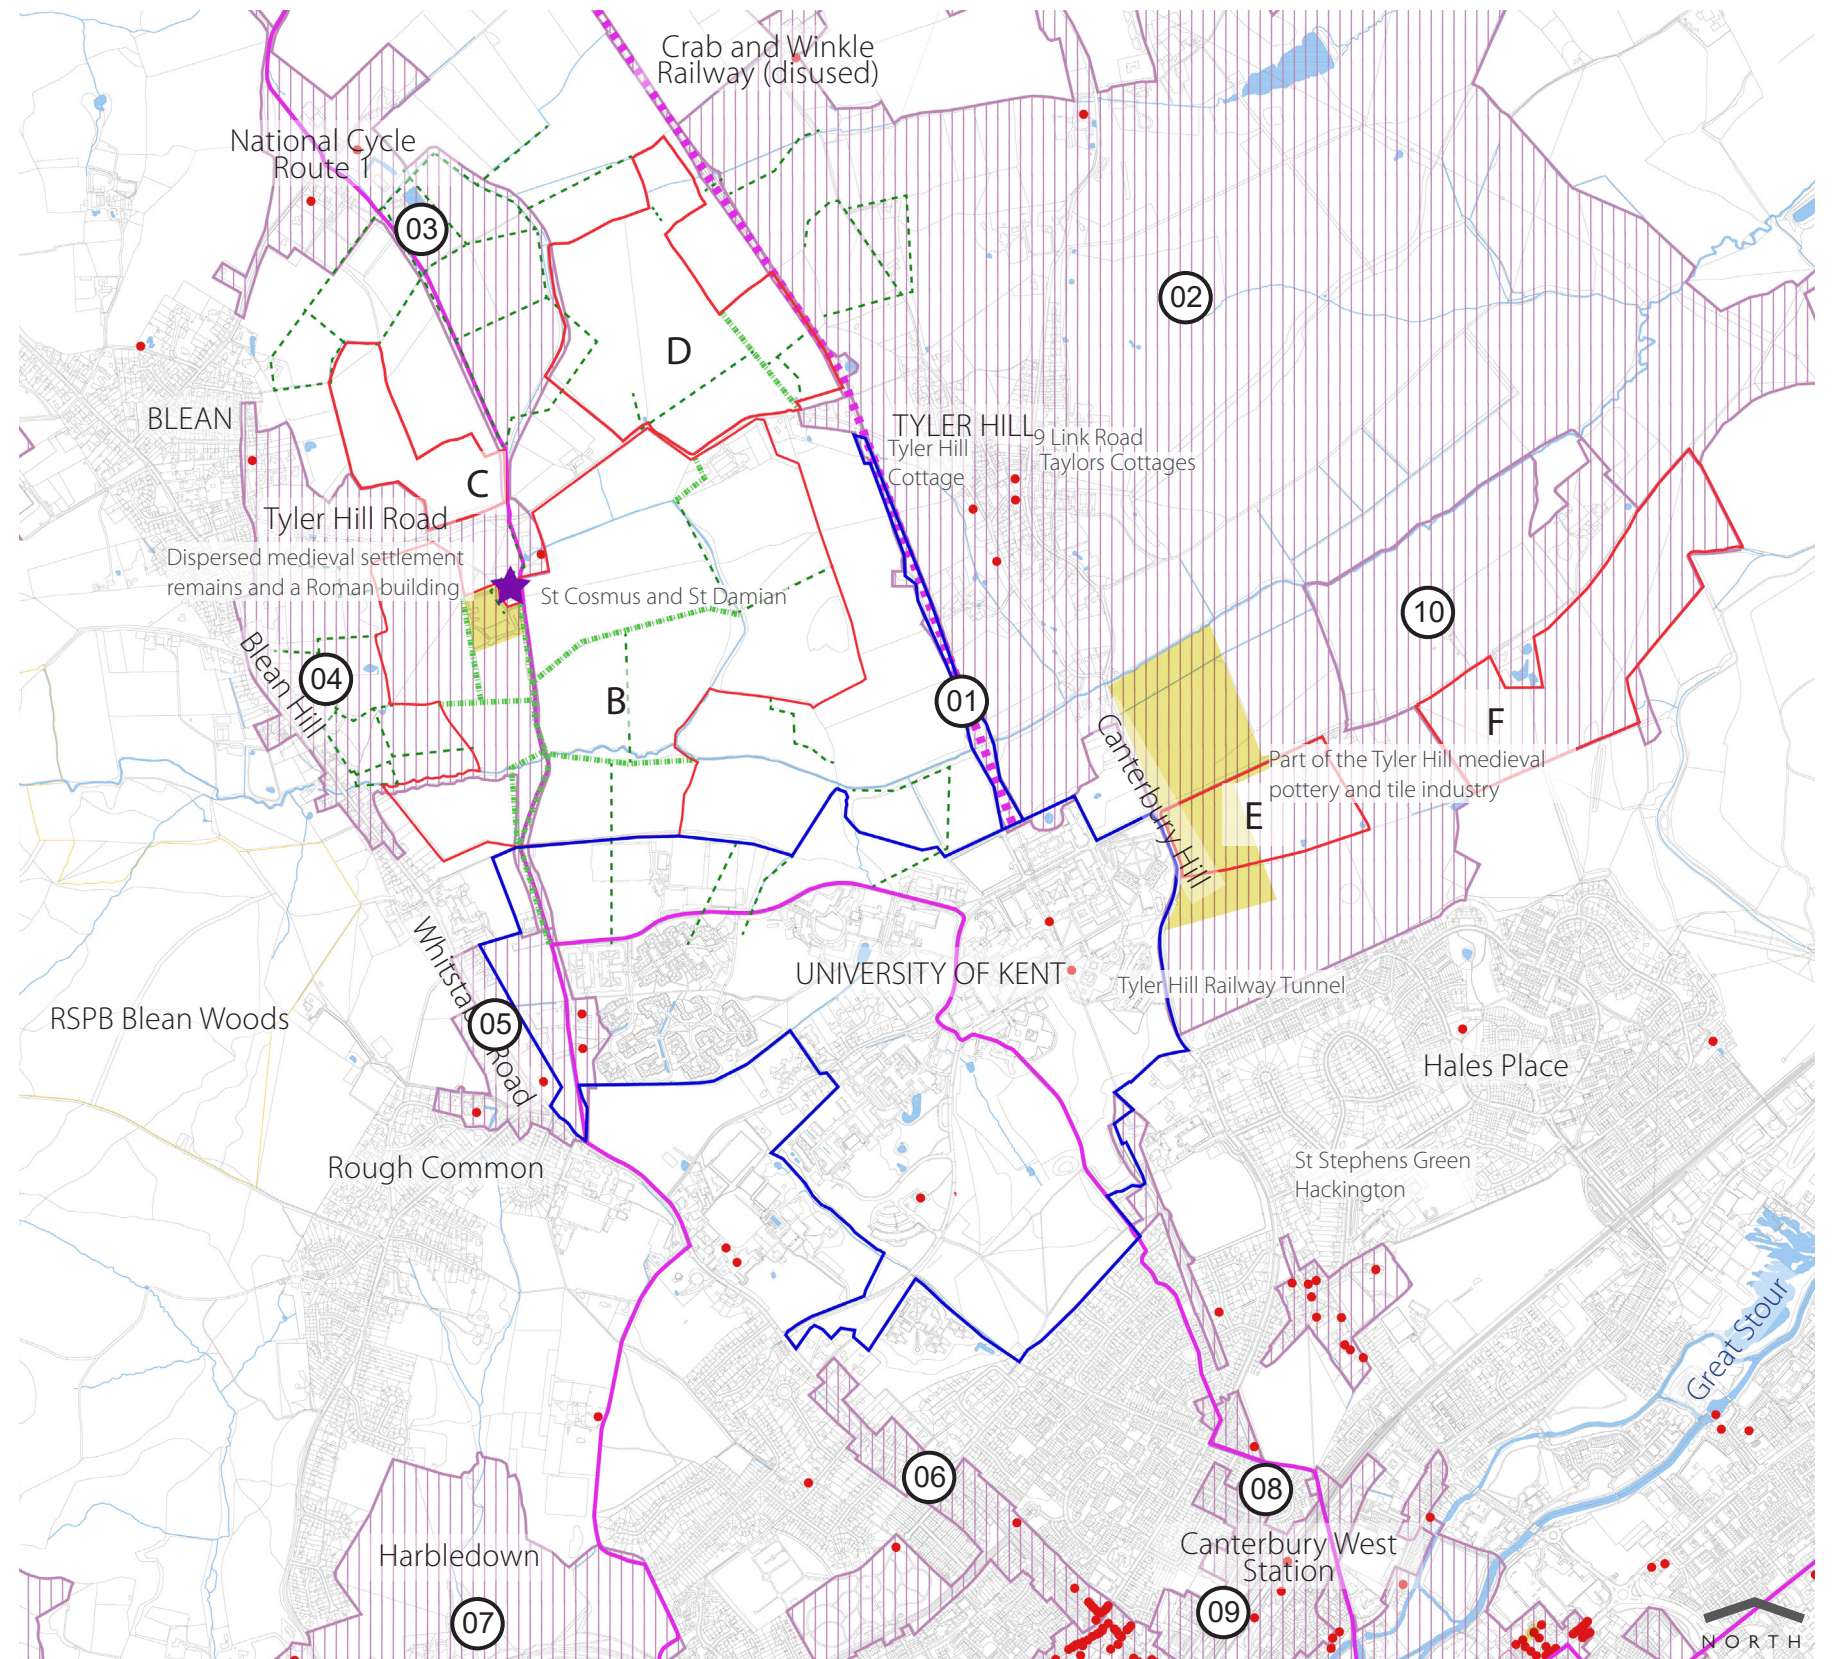 Crab and Winkle
Railway (disused)
National Cycle
Route 1
03
02
D
BLEAN
TYLER HILL
Tyler Hill
Cottage
9 Link Road
Taylors Cottages
C
Tyler Hill Road
Dispersed medieval settlement
remains and a Roman building
St Cosmus and St Damian
10
Blean Hill
04
B
01
F
Canterbury Hill
Part of the Tyler Hill medieval
pottery and tile industry
E
Whitsta Road
UNIVERSITY OF KENT
Tyler Hill Railway Tunnel
RSPB Blean Woods
05
Hales Place
Rough Common
St Stephens Green
Hackington
Great Stour
06
08
Harbledown
Canterbury West
Station
07
09
NORTH